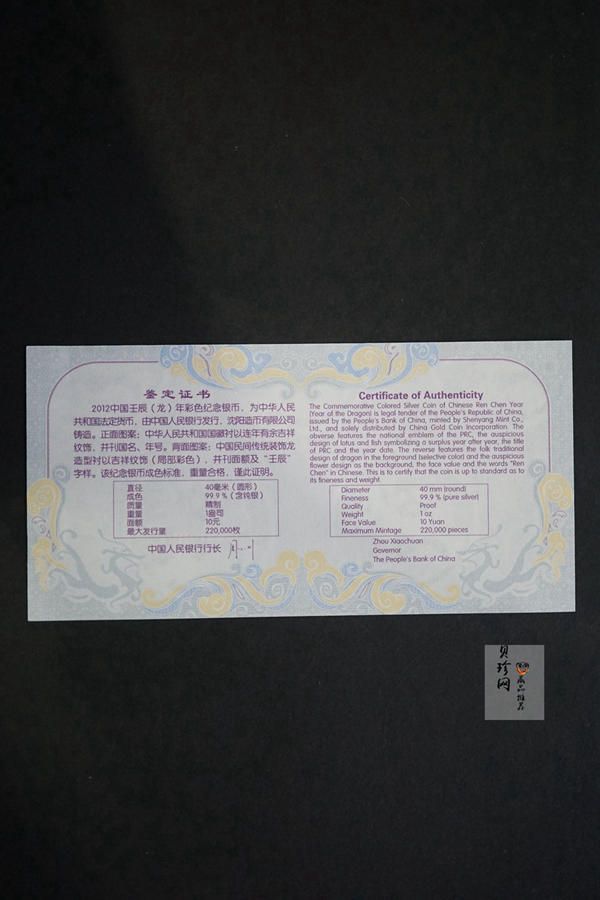 鉴定证书
2012中国壬辰（龙）年彩色纪念银币，为中华人民
共和国法定货币，由中国人民银行发行，沈阳造币有限公司
铸造。正面图案：中华人民共和国国徽衬以连年有余吉祥
纹饰，并刊国名、年号。背面图案：中国民间传统装饰龙
造型衬以吉祥纹饰（局部彩色），并刊面额及“壬辰”
字样。该纪念银币成色标准，重量合格，谨此证明。
直径 40毫米（圆形）
成色 99.9％（含纯银）
质量 精制
重量 1盎司
面额 10元
最大发行量 220,000枚
中国人民银行行长
Certificate of Authenticity
The Commemorative Colored Silver Coin of Chinese Ren Chen Year
(Year of the Dragon) is legal tender of the People's Republic of China,
issued by the People's Bank of China, minted by Shenyang Mint Co.,
Ltd., and solely distributed by China Gold Coin Incorporation. The
obverse features the national emblem of the PRC, the auspicious
design of lotus and fish symbolizing a surplus year after year, the title
of PRC and the year date. The reverse features the folk traditional
design of dragon in the foreground (selective color) and the auspicious
flower design as the background, the face value and the words "Ren
Chen" in Chinese. This is to certify that the coin is up to standard as to
its fineness and weight.
Diameter 40 mm (round)
Fineness 99.9 % (pure silver)
Quality Proof
Weight 1 oz
Face Value 10 Yuan
Maximum Mintage 220,000 pieces
Zhou Xiaochuan
Governor
The People's Bank of China
贝珍网
藏品推荐